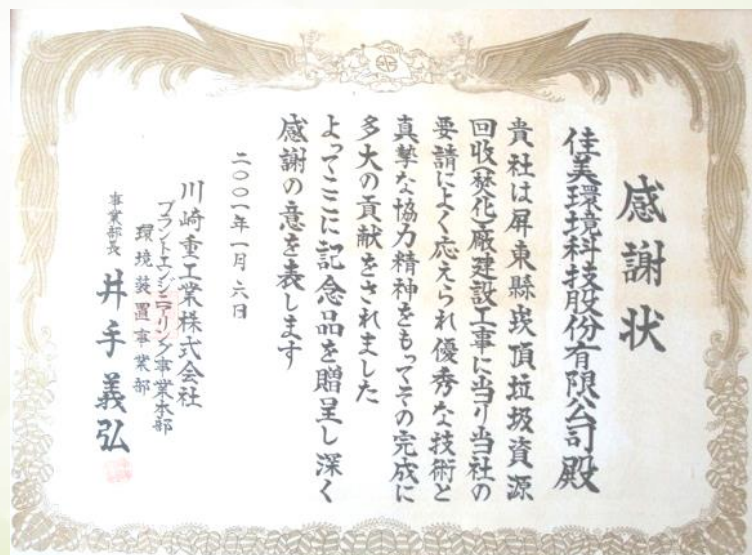 感謝状
佳美環境科技股份有限公司殿
貴社は屏東縣崁頂垃圾資源
回收(焚化)廠建設工事に当り当社の
要請によく応えられ優秀な技術と
真摯な協力精神をもってその完成に
多大の貢献をされました
よってここに記念品を贈呈し深く
感謝の意を表します
二〇〇一年一月六日
川崎重工業株式会社
プラントエンジニアリング事業本部
環境装置事業部
事業部長 井手義弘